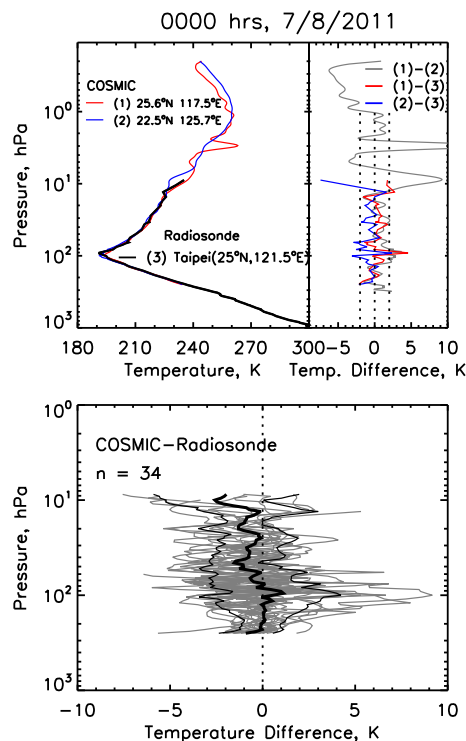 0000 hrs, 7/8/2011
COSMIC
(1) 25.6°N 117.5°E
(2) 22.5°N 125.7°E
Radiosonde
(3) Taipei(25°N,121.5°E)
Pressure, hPa
10⁰
10¹
10²
10³
180 210 240 270 300
Temperature, K
(1)-(2)
(1)-(3)
(2)-(3)
-5 0 5 10
Temp. Difference, K
COSMIC-Radiosonde
n = 34
Pressure, hPa
10⁰
10¹
10²
10³
-10 -5 0 5 10
Temperature Difference, K